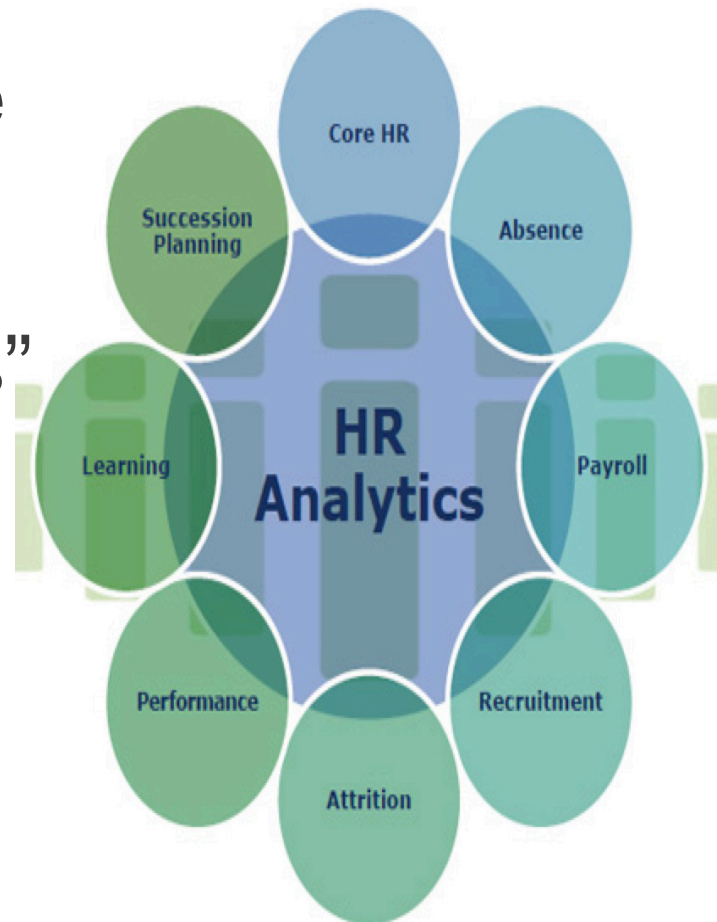 e
”
Core HR
Absence
Payroll
Recruitment
Attrition
Performance
Learning
Succession
Planning
HR
Analytics